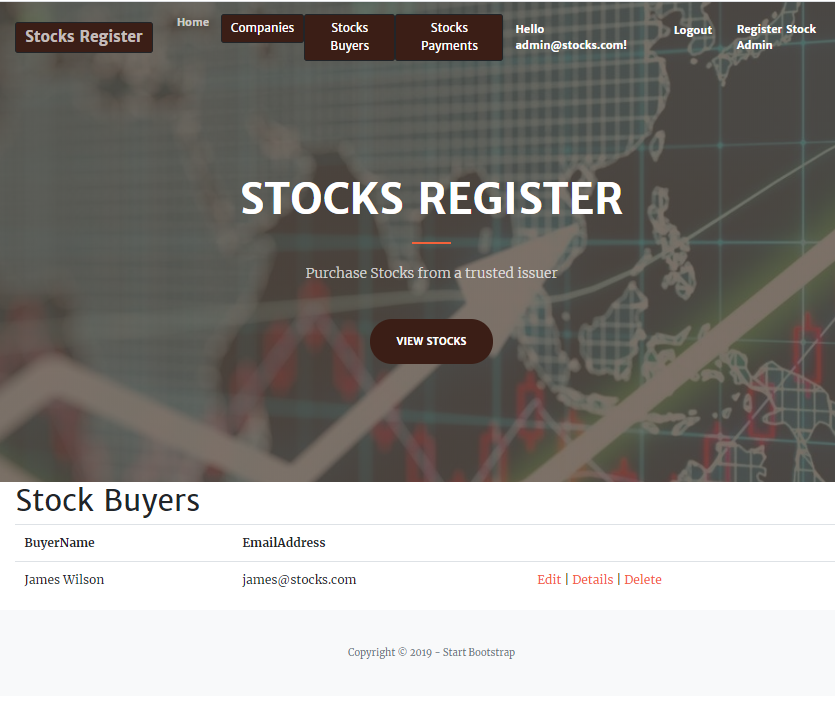 Stocks Register
Home
Companies
Stocks
Buyers
Stocks
Payments
Hello
admin@stocks.com!
Logout
Register Stock
Admin
STOCKS REGISTER
Purchase Stocks from a trusted issuer
VIEW STOCKS
Stock Buyers
BuyerName EmailAddress
James Wilson james@stocks.com Edit | Details | Delete
Copyright © 2019 - Start Bootstrap